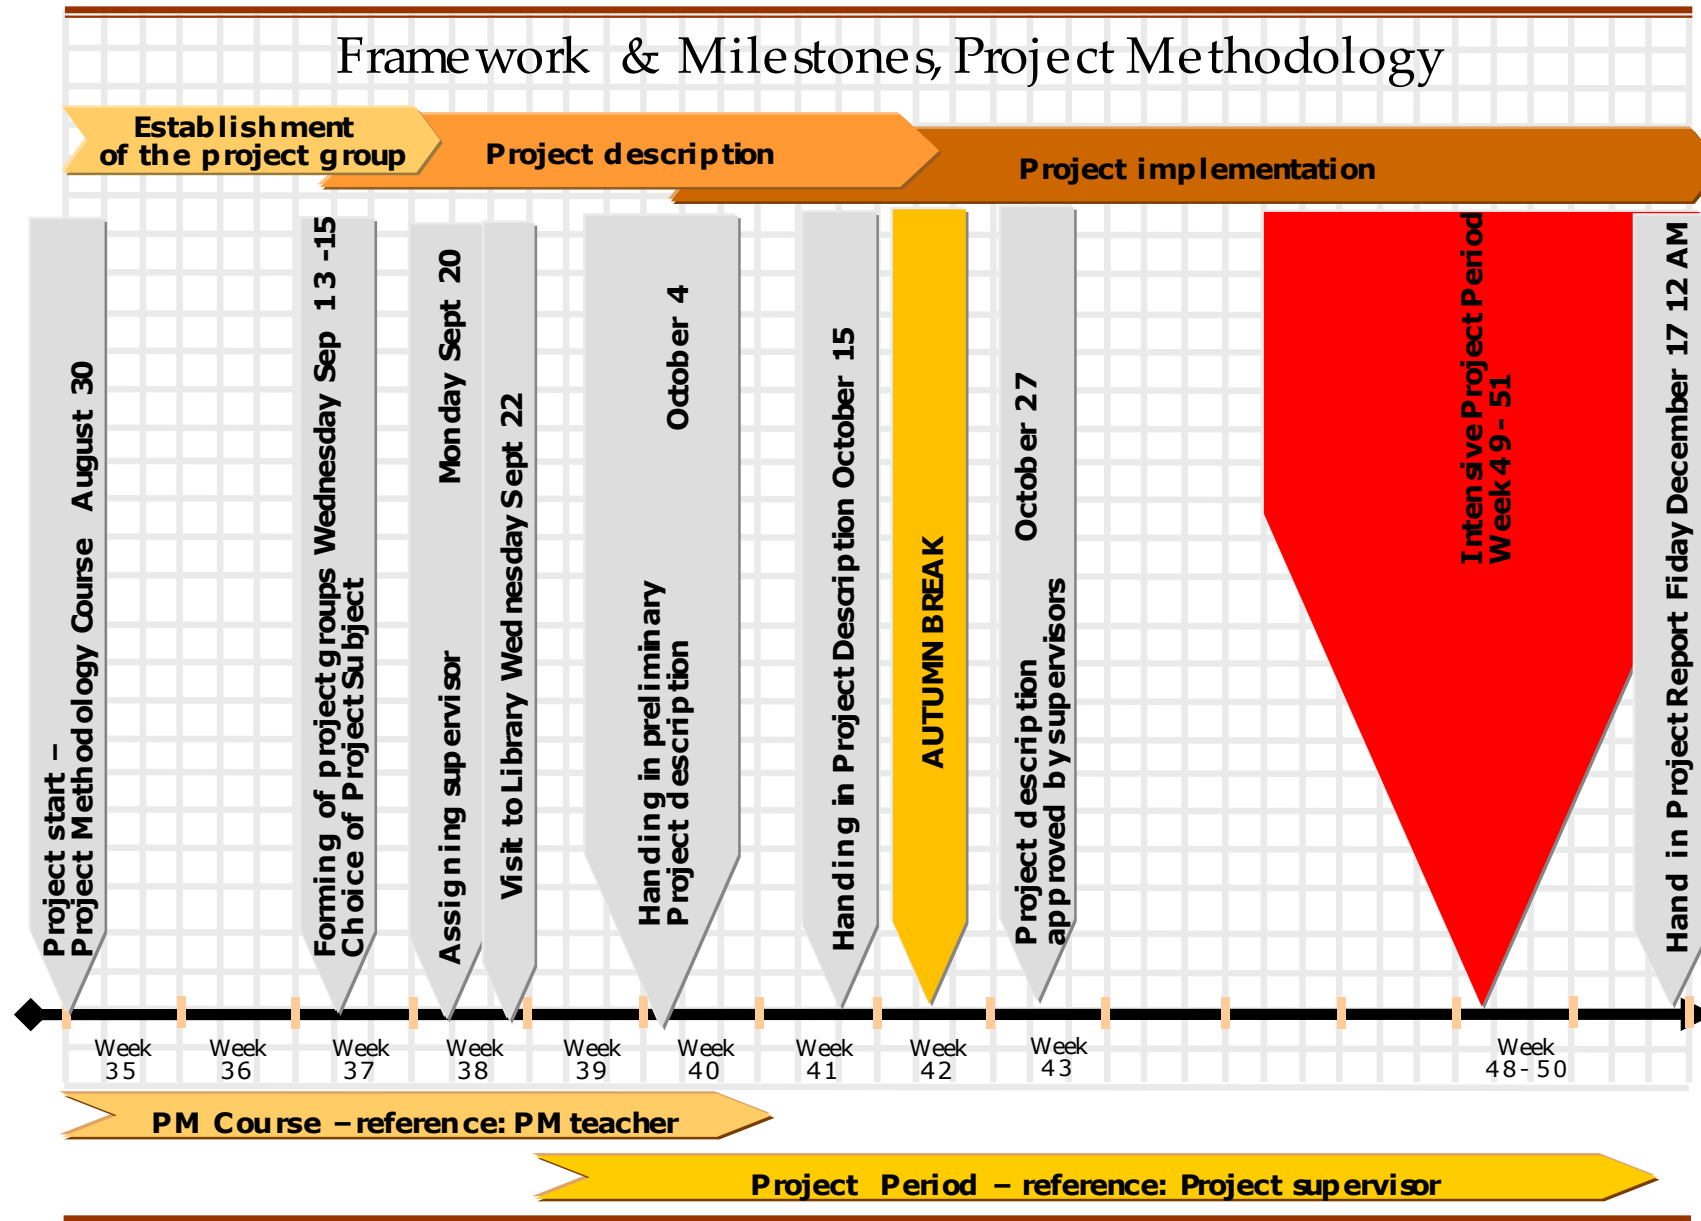 Framework & Milestones, Project Methodology
Establishment
of the project group
Project description
Project implementation
Project start –
Project Methodology Course August 30
Forming of project groups Wednesday Sep 13-15
Choice of Project Subject
Assigning supervisor Monday Sept 20
Visit to Library Wednesday Sept 22
Handing in preliminary
Project description October 4
Handing in Project Description October 15
AUTUMN BREAK
Project description October 27
approved by supervisors
Intensive Project Period
Week 49- 51
Hand in Project Report Fiday December 17 12 AM
Week
35
Week
36
Week
37
Week
38
Week
39
Week
40
Week
41
Week
42
Week
43
Week
48-50
PM Course – reference: PM teacher
Project Period – reference: Project supervisor